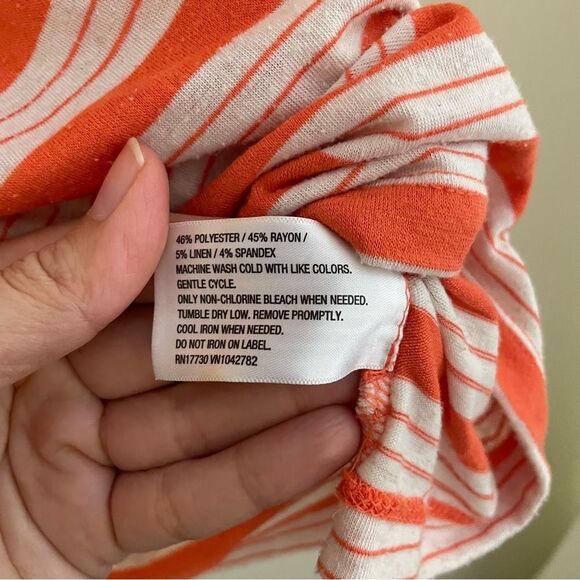 46% POLYESTER / 45% RAYON /
5% LINEN / 4% SPANDEX
MACHINE WASH COLD WITH LIKE COLORS.
GENTLE CYCLE.
ONLY NON-CHLORINE BLEACH WHEN NEEDED.
TUMBLE DRY LOW. REMOVE PROMPTLY.
COOL IRON WHEN NEEDED.
DO NOT IRON ON LABEL.
RN17730 VN1042782